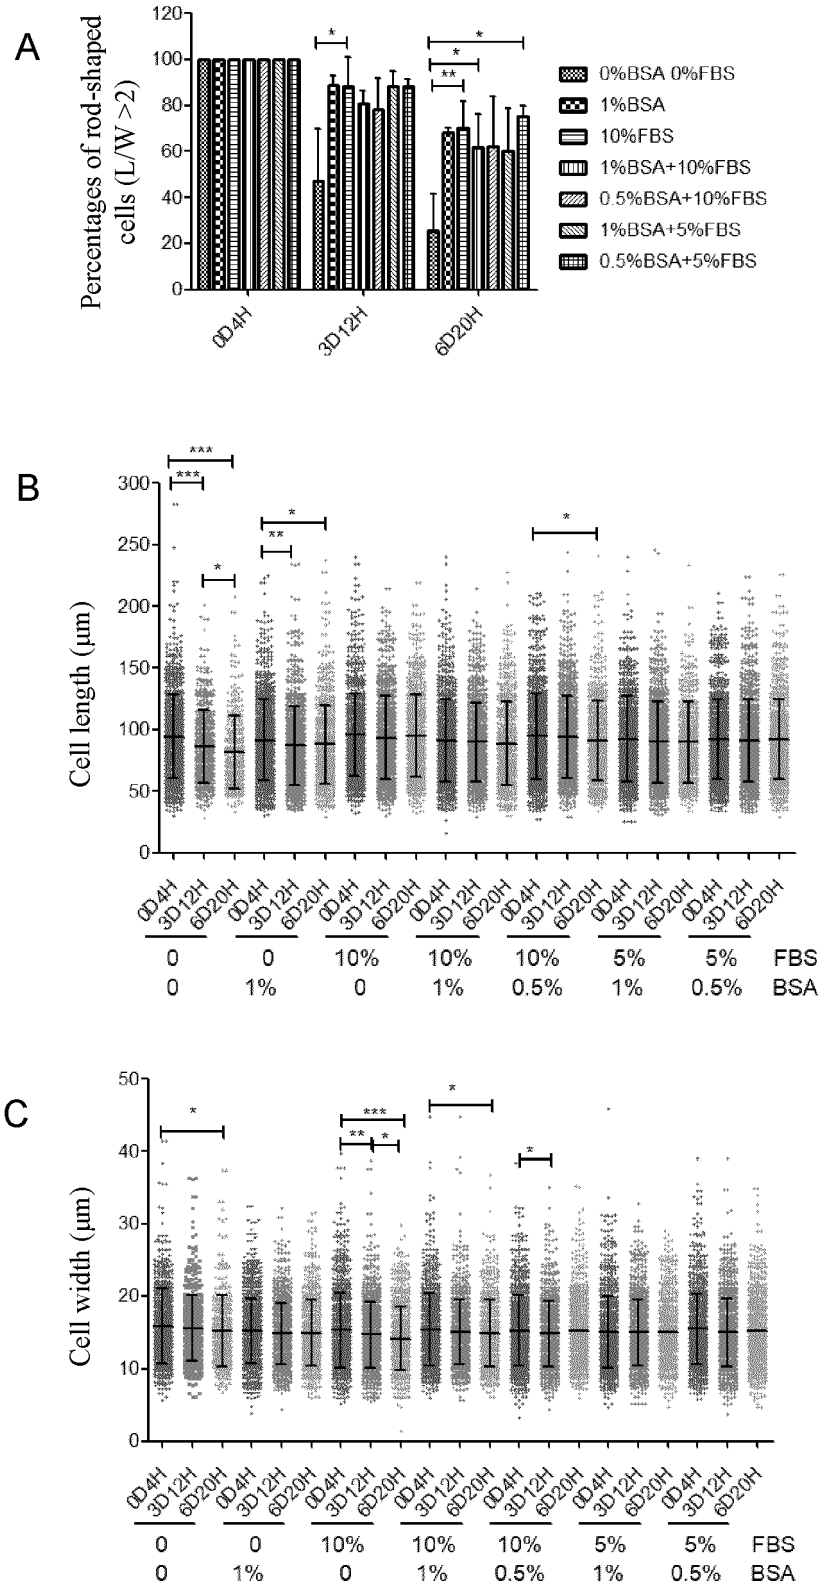 A
Percentages of rod-shaped
cells (L/W >2)
120
100
80
60
40
20
0
*
*
*
**
0D4H
3D12H
6D20H
0%BSA 0%FBS
1%BSA
10%FBS
1%BSA+10%FBS
0.5%BSA+10%FBS
1%BSA+5%FBS
0.5%BSA+5%FBS
B
Cell length (µm)
300
250
200
150
100
50
0
***
***
*
*
**
*
0D4H 3D12H 6D20H 0D4H 3D12H 6D20H 0D4H 3D12H 6D20H 0D4H 3D12H 6D20H 0D4H 3D12H 6D20H 0D4H 3D12H 6D20H 0D4H 3D12H 6D20H
0 0 10% 10% 10% 5% 5% FBS
0 1% 0 1% 0.5% 1% 0.5% BSA
C
Cell width (µm)
50
40
30
20
10
0
*
***
** *
*
*
0D4H 3D12H 6D20H 0D4H 3D12H 6D20H 0D4H 3D12H 6D20H 0D4H 3D12H 6D20H 0D4H 3D12H 6D20H 0D4H 3D12H 6D20H 0D4H 3D12H 6D20H
0 0 10% 10% 10% 5% 5% FBS
0 1% 0 1% 0.5% 1% 0.5% BSA